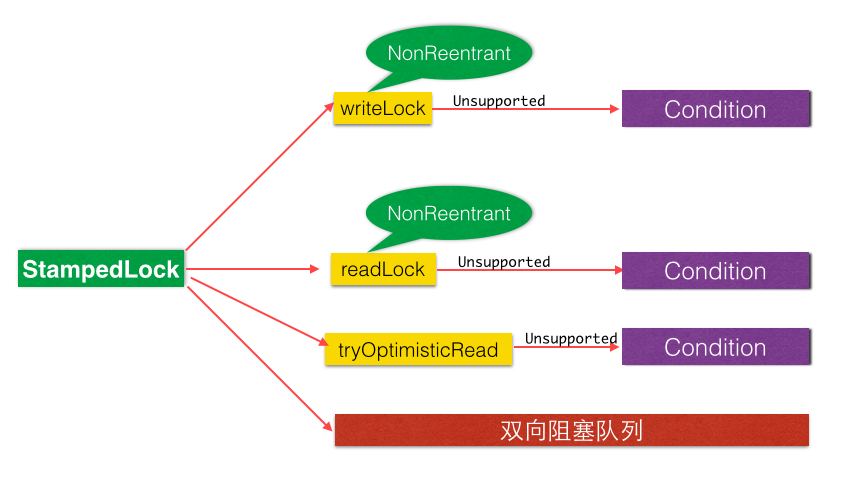 NonReentrant
writeLock
Unsupported
Condition
NonReentrant
StampedLock
readLock
Unsupported
Condition
tryOptimisticRead
Unsupported
Condition
双向阻塞队列